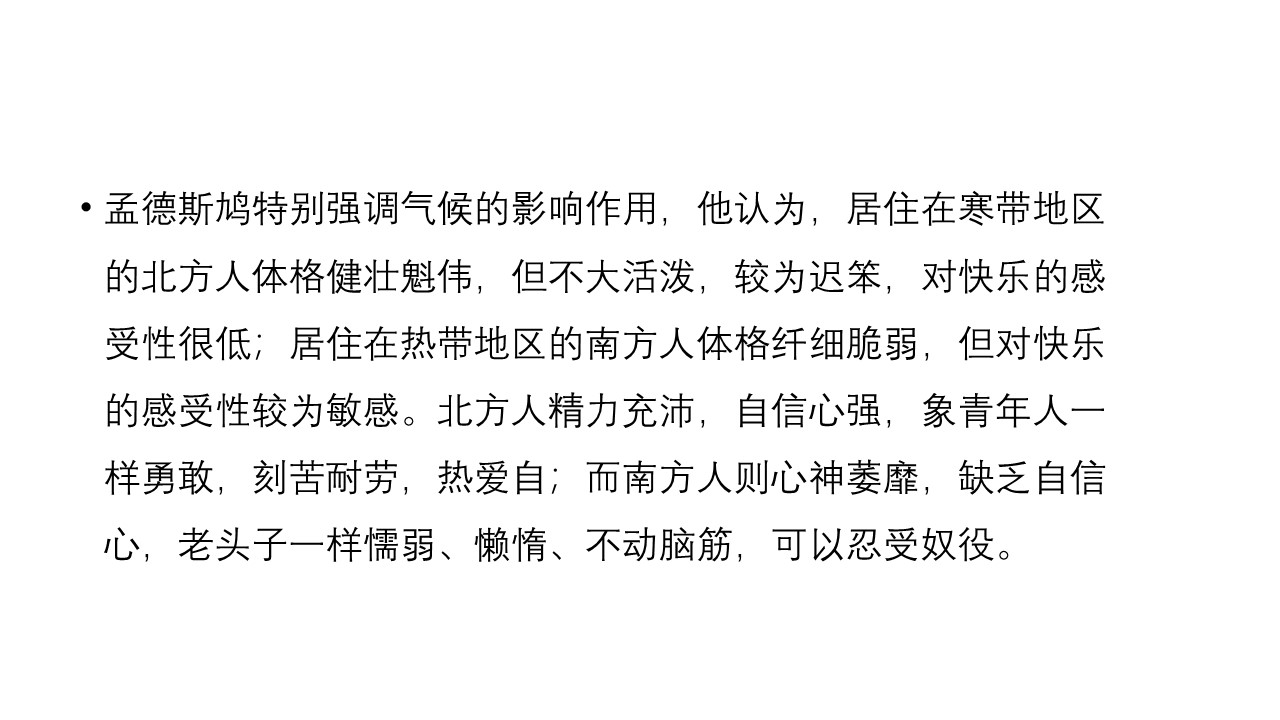 • 孟德斯鸠特别强调气候的影响作用，他认为，居住在寒带地区
的北方人体格健壮魁伟，但不大活泼，较为迟笨，对快乐的感
受性很低；居住在热带地区的南方人体格纤细脆弱，但对快乐
的感受性较为敏感。北方人精力充沛，自信心强，象青年人一
样勇敢，刻苦耐劳，热爱自；而南方人则心神萎靡，缺乏自信
心，老头子一样懦弱、懒惰、不动脑筋，可以忍受奴役。